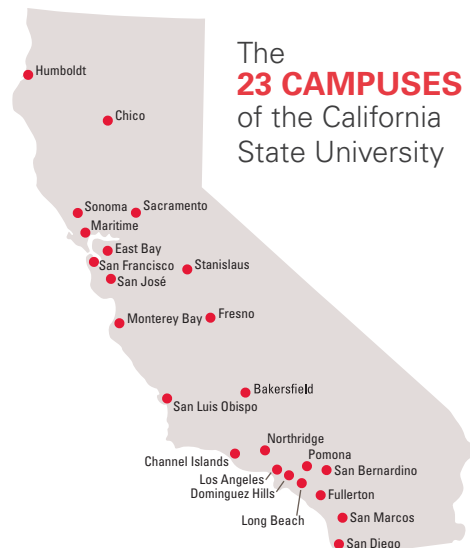 The
23 CAMPUSES
of the California
State University
Humboldt
Chico
Sonoma
Sacramento
Maritime
East Bay
San Francisco
Stanislaus
San José
Monterey Bay
Fresno
Bakersfield
San Luis Obispo
Northridge
Channel Islands
Pomona
Los Angeles
San Bernardino
Dominguez Hills
Fullerton
Long Beach
San Marcos
San Diego